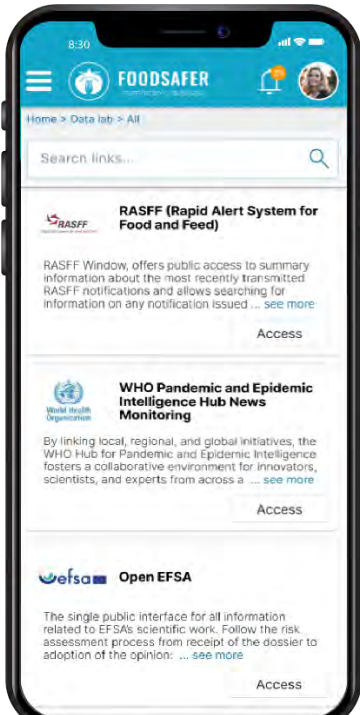 8:30
FOODSAFER
Home > Data lab > All
Search links...
RASFF
RASFF (Rapid Alert System for
Food and Feed)
RASFF Window, offers public access to summary
information about the most recently transmitted
RASFF notifications and allows searching for
information on any notification issued ... see more
Access
World Health
Organization
WHO Pandemic and Epidemic
Intelligence Hub News
Monitoring
By linking local, regional, and global initiatives, the
WHO Hub for Pandemic and Epidemic Intelligence
fosters a collaborative environment for innovators,
scientists, and experts from across a ... see more
Access
efsa
Open EFSA
The single public interface for all information
related to EFSA's scientific work. Follow the risk
assessment process from receipt of the dossier to
adoption of the opinion: ... see more
Access